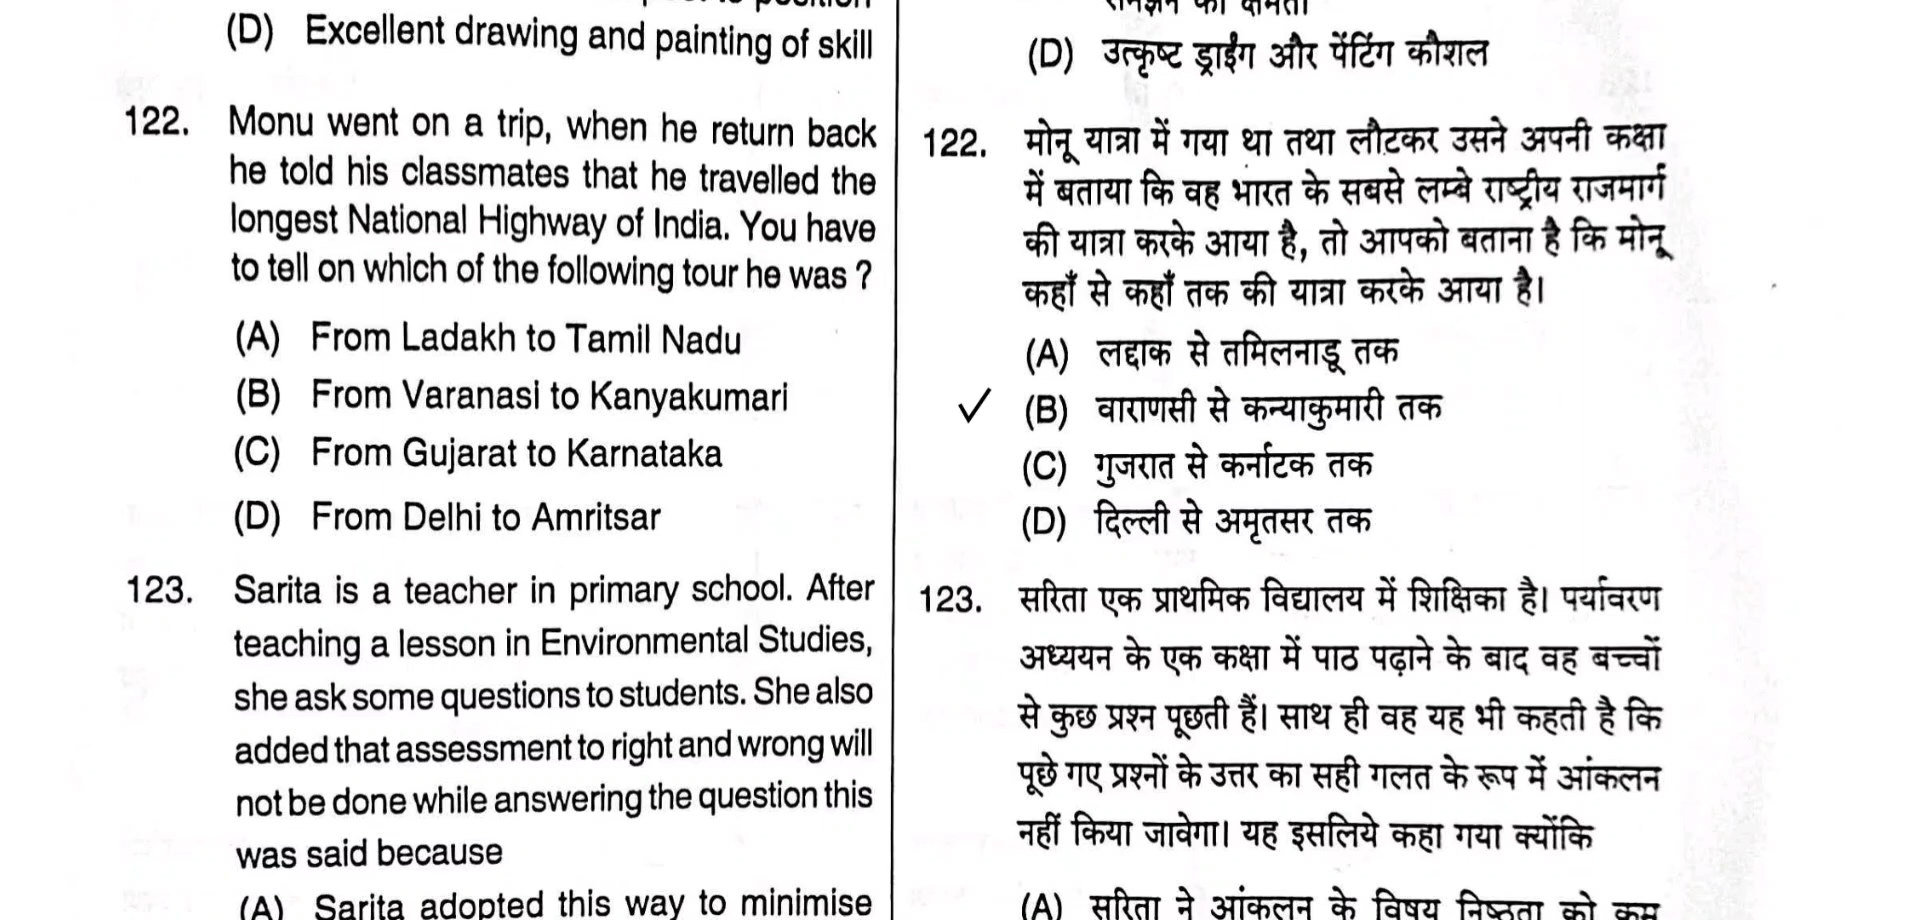 (D) Excellent drawing and painting of skill
122. Monu went on a trip, when he return back
he told his classmates that he travelled the
longest National Highway of India. You have
to tell on which of the following tour he was ?
(A) From Ladakh to Tamil Nadu
(B) From Varanasi to Kanyakumari
(C) From Gujarat to Karnataka
(D) From Delhi to Amritsar
123. Sarita is a teacher in primary school. After
teaching a lesson in Environmental Studies,
she ask some questions to students. She also
added that assessment to right and wrong will
not be done while answering the question this
was said because
(A) Sarita adopted this way to minimise
(D) उत्कृष्ट ड्राईंग और पेंटिंग कौशल
122. मोनू यात्रा में गया था तथा लौटकर उसने अपनी कक्षा
में बताया कि वह भारत के सबसे लम्बे राष्ट्रीय राजमार्ग
की यात्रा करके आया है, तो आपको बताना है कि मोनू
कहाँ से कहाँ तक की यात्रा करके आया है।
(A) लद्दाक से तमिलनाडू तक
✓ (B) वाराणसी से कन्याकुमारी तक
(C) गुजरात से कर्नाटक तक
(D) दिल्ली से अमृतसर तक
123. सरिता एक प्राथमिक विद्यालय में शिक्षिका है। पर्यावरण
अध्ययन के एक कक्षा में पाठ पढ़ाने के बाद वह बच्चों
से कुछ प्रश्न पूछती हैं। साथ ही वह यह भी कहती है कि
पूछे गए प्रश्नों के उत्तर का सही गलत के रूप में आंकलन
नहीं किया जावेगा। यह इसलिये कहा गया क्योंकि
(A) सरिता ने आंकलन के विषय निष्ठता को कम